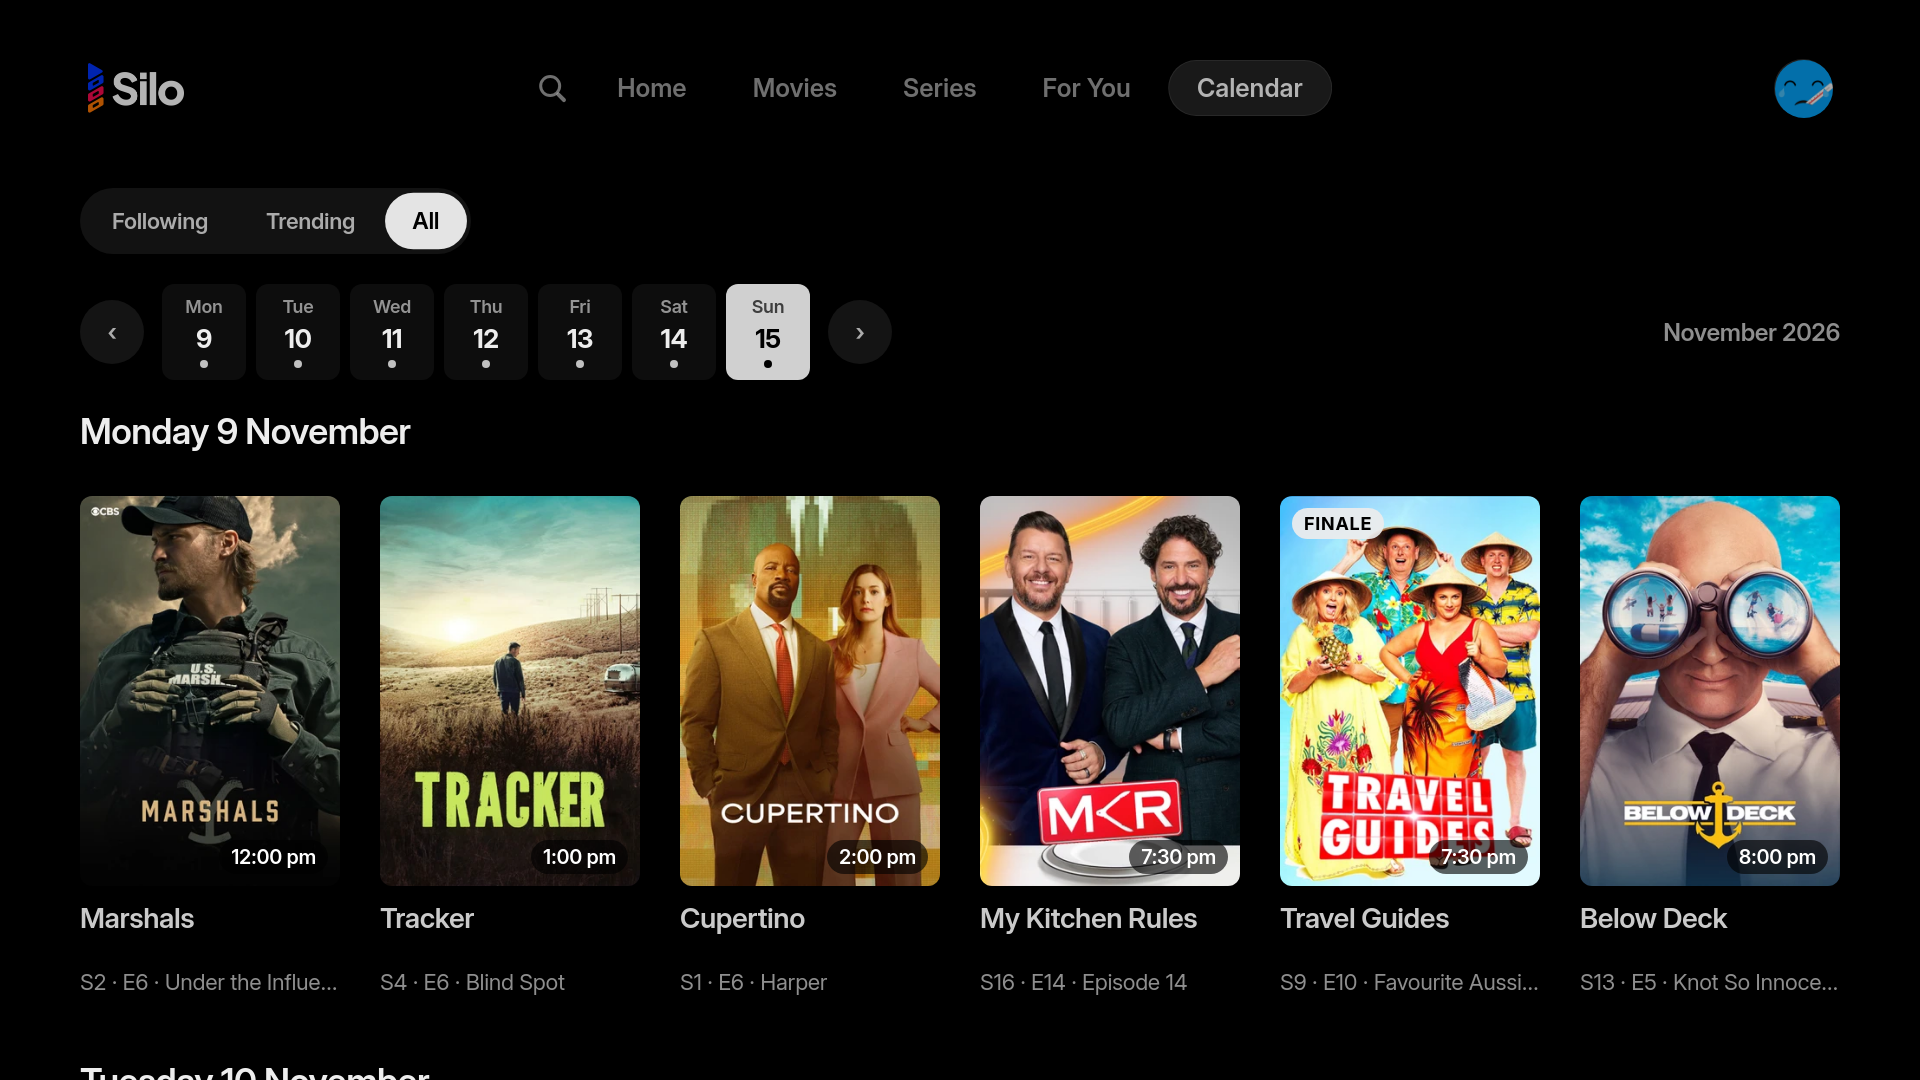 Silo
Home
Movies
Series
For You
Calendar
Following
Trending
All
‹
Mon
9
Tue
10
Wed
11
Thu
12
Fri
13
Sat
14
Sun
15
›
November 2026
Monday 9 November
CBS
U.S.
MARSH...
MARSHALS
12:00 pm
TRACKER
1:00 pm
CUPERTINO
2:00 pm
MKR
7:30 pm
FINALE
TRAVEL
GUIDES
7:30 pm
BELOW DECK
8:00 pm
Marshals
Tracker
Cupertino
My Kitchen Rules
Travel Guides
Below Deck
S2 · E6 · Under the Influe...
S4 · E6 · Blind Spot
S1 · E6 · Harper
S16 · E14 · Episode 14
S9 · E10 · Favourite Aussi...
S13 · E5 · Knot So Innoce...
Tuesday 10 November